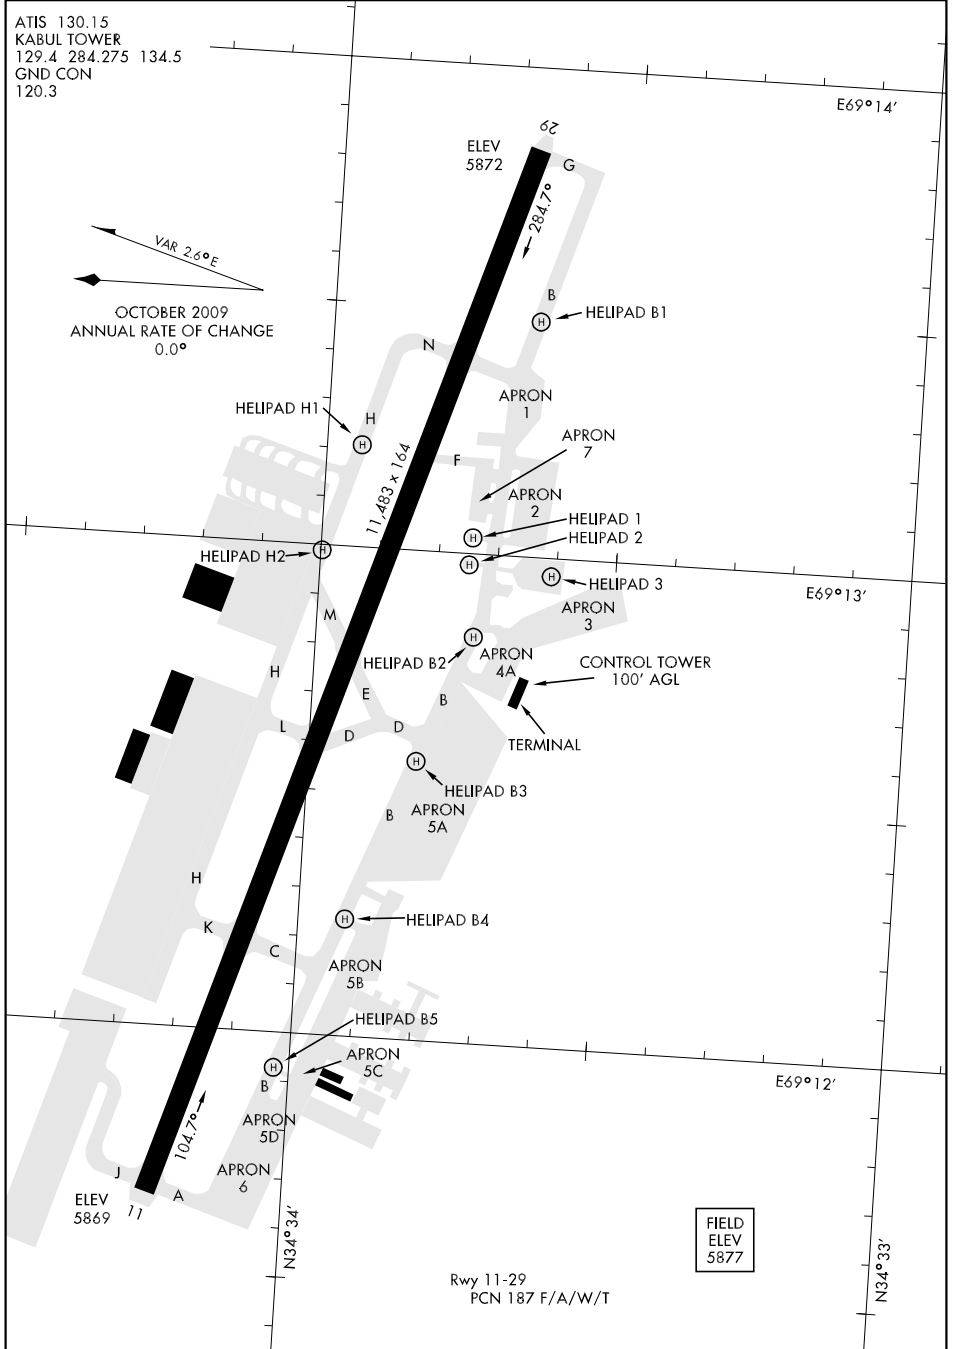 ATIS 130.15
KABUL TOWER
129.4 284.275 134.5
GND CON
120.3
E69°14'
29
ELEV
5872
G
284.7°
VAR 2.6° E
OCTOBER 2009
ANNUAL RATE OF CHANGE
0.0°
B
H
HELIPAD B1
N
APRON
1
HELIPAD H1
H
H
APRON
7
F
11,483 x 164
APRON
2
HELIPAD 1
H
HELIPAD 2
H
HELIPAD H2
H
H
HELIPAD 3
E69°13'
APRON
3
M
H
HELIPAD B2
APRON
4A
CONTROL TOWER
100' AGL
H
E
B
L
D
D
TERMINAL
H
HELIPAD B3
B
APRON
5A
H
H
HELIPAD B4
K
C
APRON
5B
HELIPAD B5
H
APRON
5C
B
E69°12'
104.7°
APRON
5D
J
APRON
6
A
ELEV
5869
11
N34°34'
FIELD
ELEV
5877
N34°33'
Rwy 11-29
PCN 187 F/A/W/T